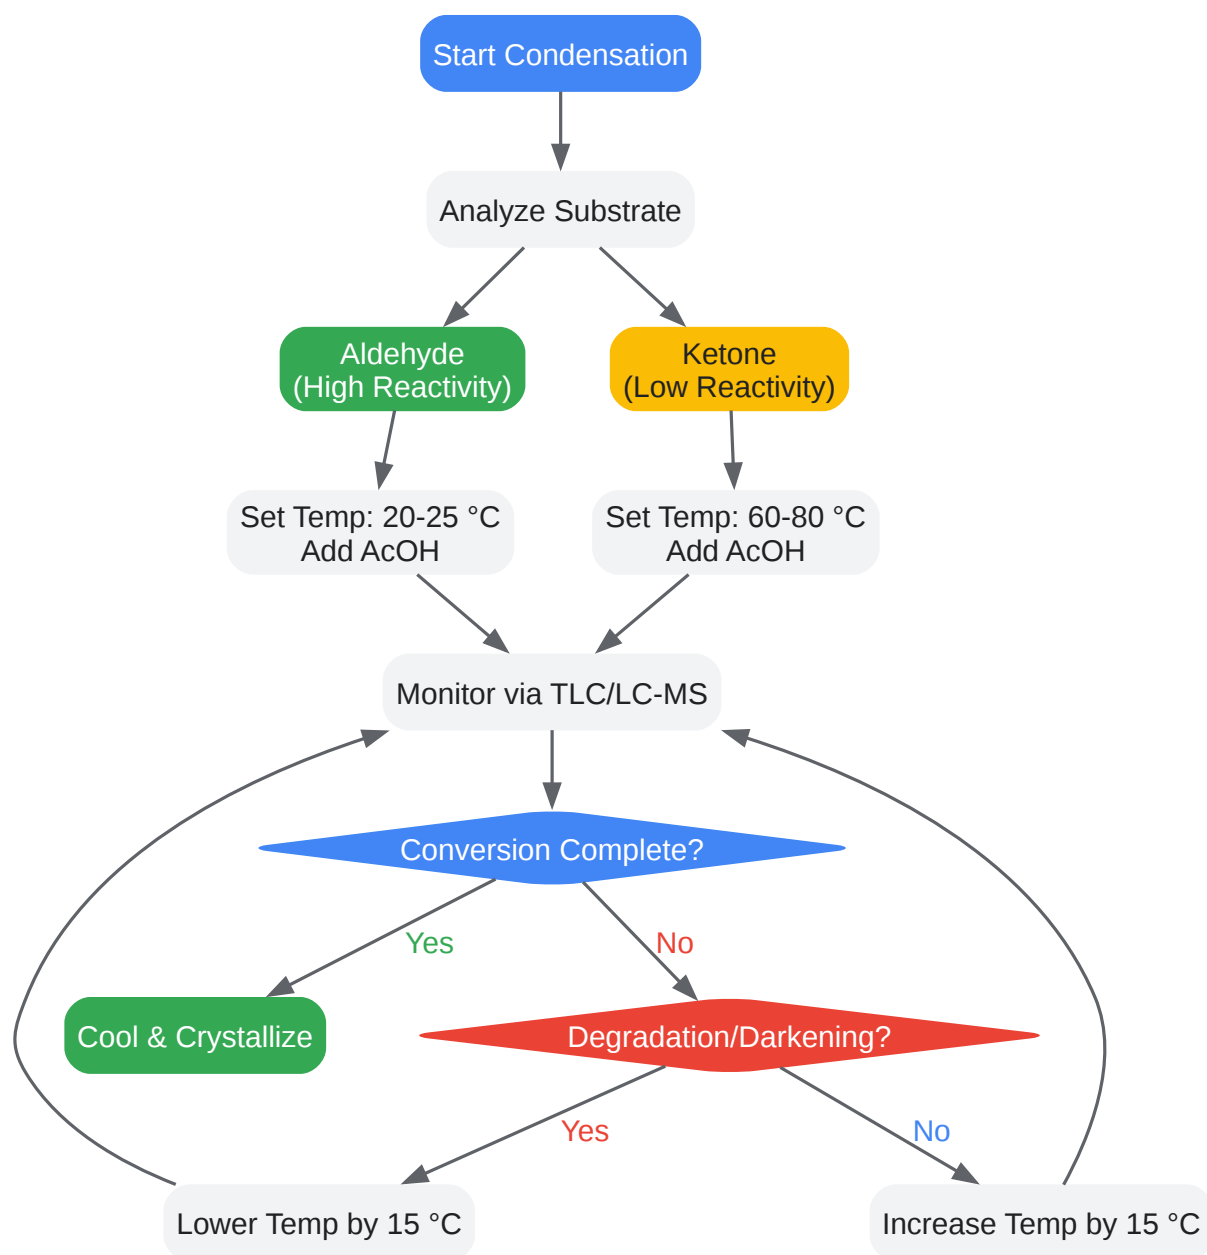 Start Condensation
Analyze Substrate
Aldehyde
(High Reactivity)
Ketone
(Low Reactivity)
Set Temp: 20-25 °C
Add AcOH
Set Temp: 60-80 °C
Add AcOH
Monitor via TLC/LC-MS
Conversion Complete?
Yes
No
Cool & Crystallize
Degradation/Darkening?
Yes
No
Lower Temp by 15 °C
Increase Temp by 15 °C